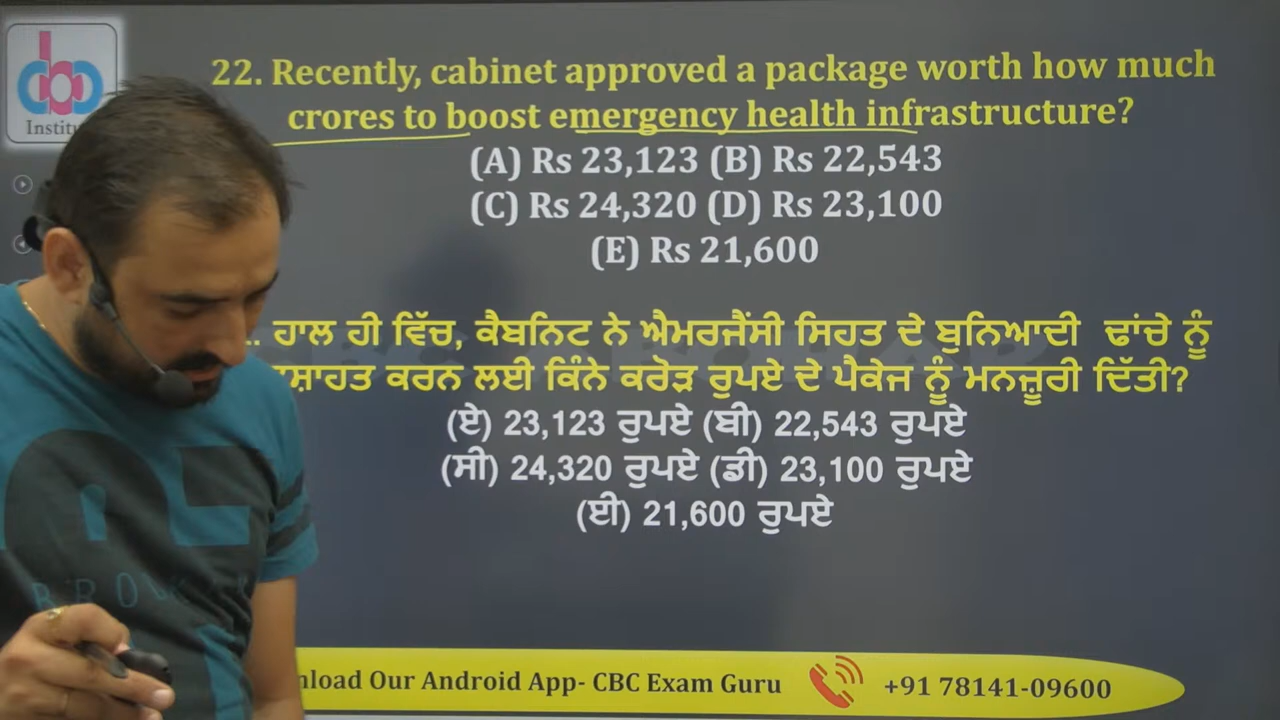 Institu
22. Recently, cabinet approved a package worth how much
crores to boost emergency health infrastructure?
(A) Rs 23,123 (B) Rs 22,543
(C) Rs 24,320 (D) Rs 23,100
(E) Rs 21,600
.. ਹਾਲ ਹੀ ਵਿੱਚ, ਕੈਬਨਿਟ ਨੇ ਐਮਰਜੈਂਸੀ ਸਿਹਤ ਦੇ ਬੁਨਿਆਦੀ ਢਾਂਚੇ ਨੂੰ
ਸ਼ਾਹਤ ਕਰਨ ਲਈ ਕਿੰਨੇ ਕਰੋੜ ਰੁਪਏ ਦੇ ਪੈਕੇਜ ਨੂੰ ਮਨਜ਼ੂਰੀ ਦਿੱਤੀ?
(ਏ) 23,123 ਰੁਪਏ (ਬੀ) 22,543 ਰੁਪਏ
(ਸੀ) 24,320 ਰੁਪਏ (ਡੀ) 23,100 ਰੁਪਏ
(ਈ) 21,600 ਰੁਪਏ
nload Our Android App- CBC Exam Guru +91 78141-09600